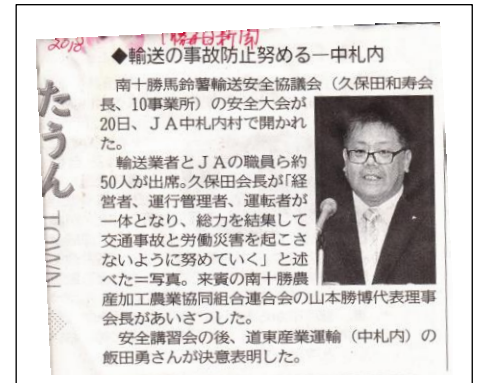 2018 「勝毎日新聞」
たうん TOWN
◆輸送の事故防止努める―中札内
南十勝馬鈴薯輸送安全協議会（久保田和寿会
長、10事業所）の安全大会が
20日、ＪＡ中札内村で開かれ
た。
輸送業者とＪＡの職員ら約
50人が出席。久保田会長が「経
営者、運行管理者、運転者が
一体となり、総力を結集して
交通事故と労働災害を起こさ
ないように努めていく」と述
べた＝写真。来賓の南十勝農
産加工農業協同組合連合会の山本勝博代表理事
会長があいさつした。
安全講習会の後、道東産業運輸（中札内）の
飯田勇さんが決意表明した。